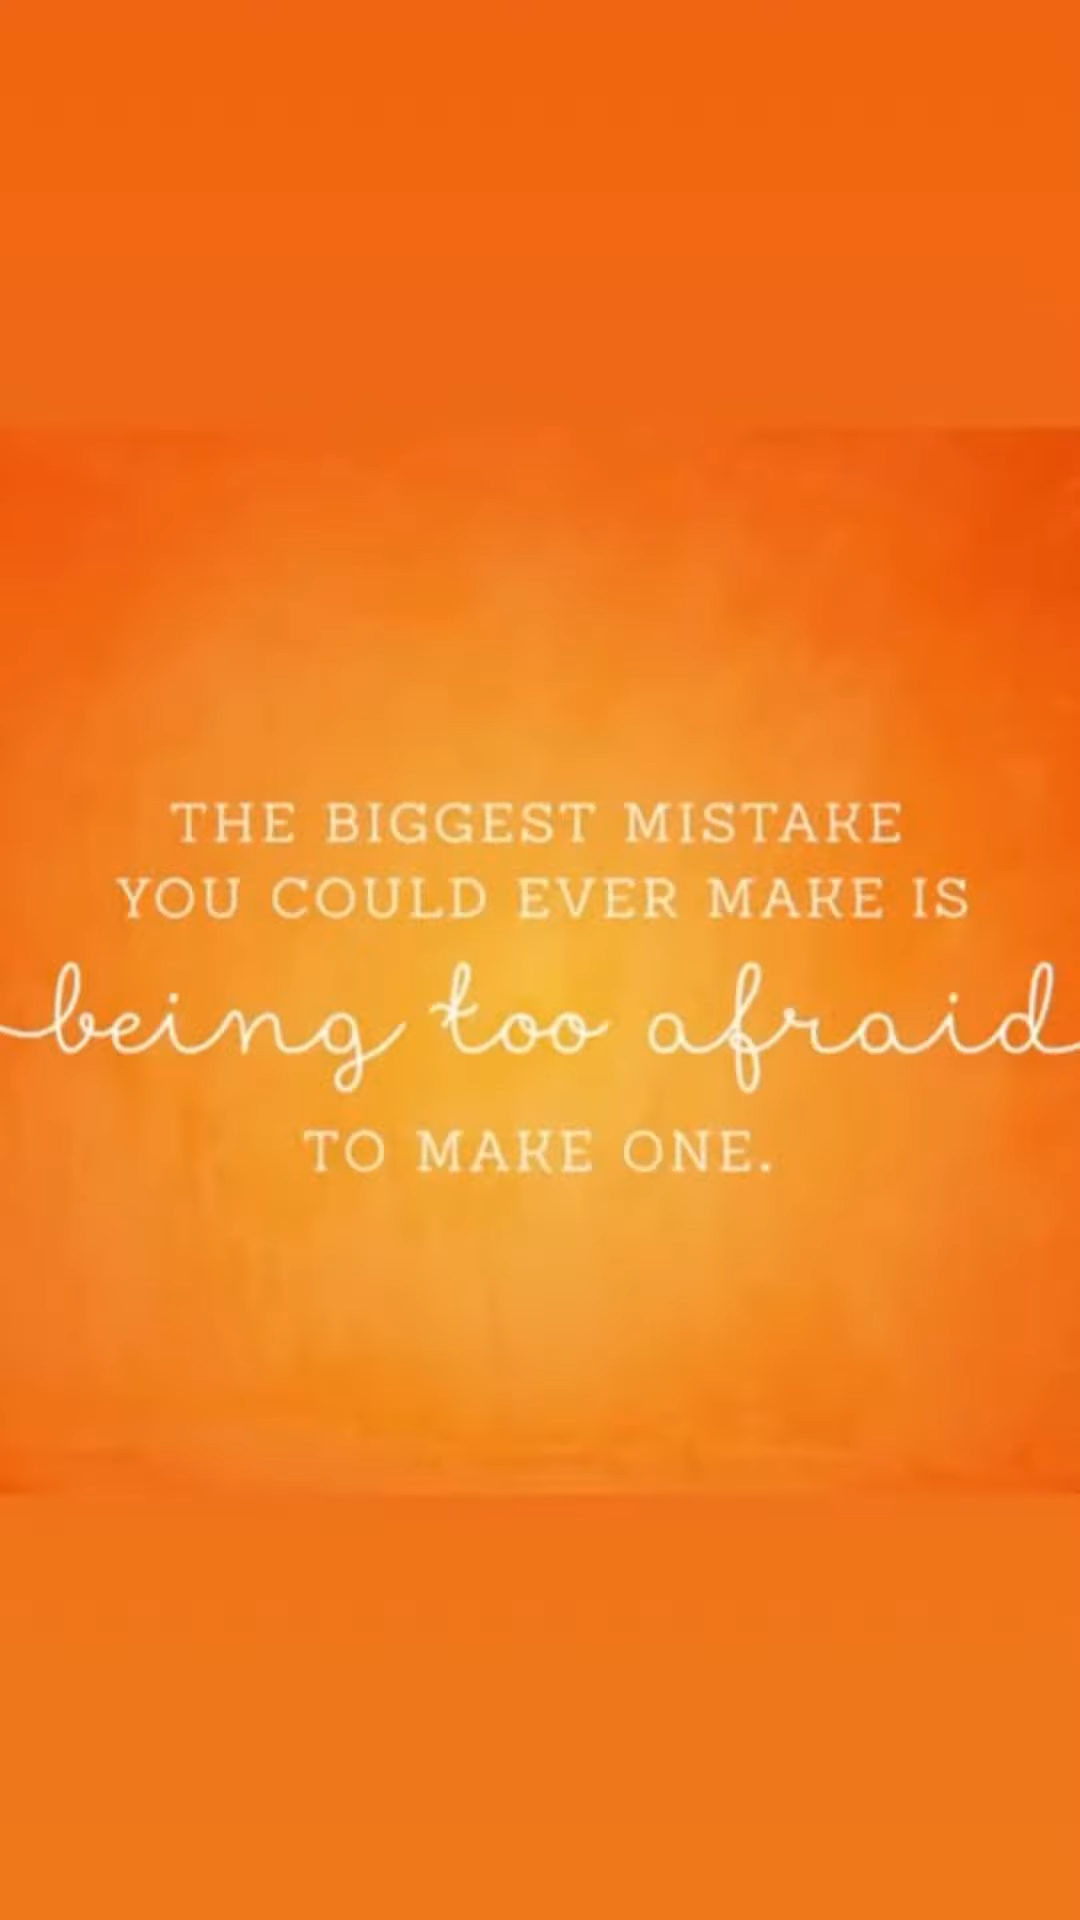 THE BIGGEST MISTAKE
YOU COULD EVER MAKE IS
being too afraid
TO MAKE ONE.